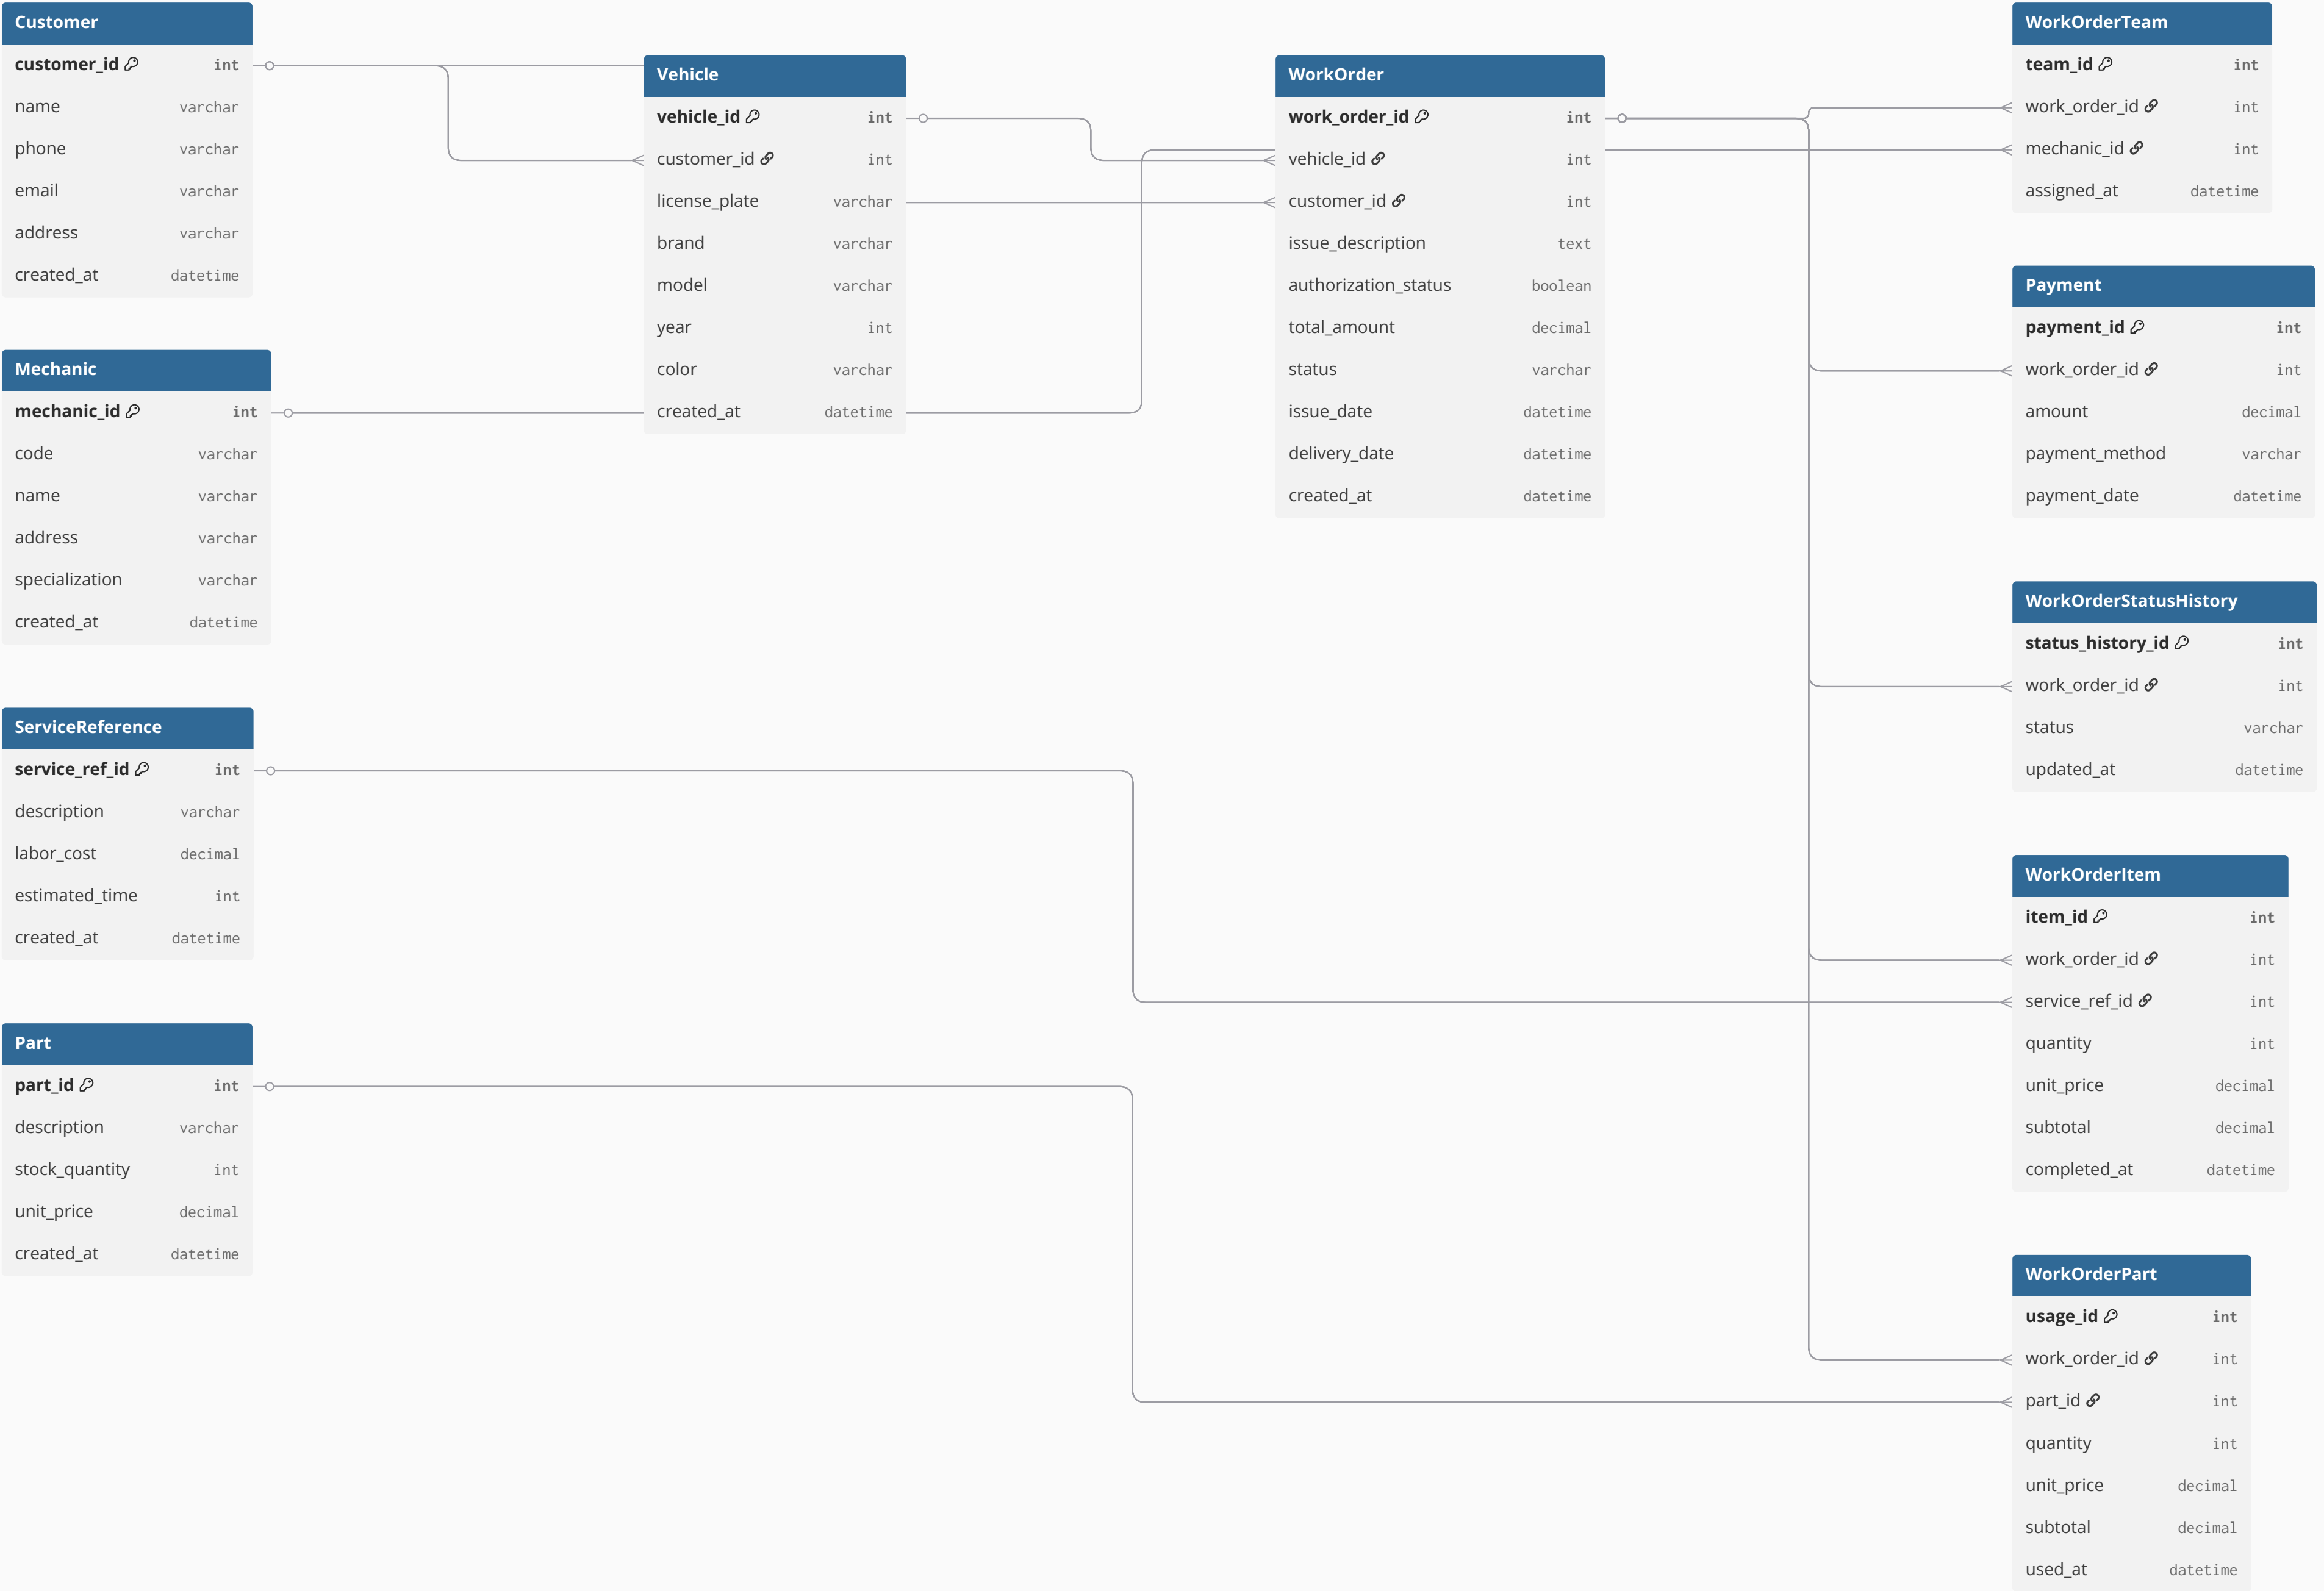 Customer
customer_id int
name varchar
phone varchar
email varchar
address varchar
created_at datetime
Mechanic
mechanic_id int
code varchar
name varchar
address varchar
specialization varchar
created_at datetime
ServiceReference
service_ref_id int
description varchar
labor_cost decimal
estimated_time int
created_at datetime
Part
part_id int
description varchar
stock_quantity int
unit_price decimal
created_at datetime
Vehicle
vehicle_id int
customer_id int
license_plate varchar
brand varchar
model varchar
year int
color varchar
created_at datetime
WorkOrder
work_order_id int
vehicle_id int
customer_id int
issue_description text
authorization_status boolean
total_amount decimal
status varchar
issue_date datetime
delivery_date datetime
created_at datetime
WorkOrderTeam
team_id int
work_order_id int
mechanic_id int
assigned_at datetime
Payment
payment_id int
work_order_id int
amount decimal
payment_method varchar
payment_date datetime
WorkOrderStatusHistory
status_history_id int
work_order_id int
status varchar
updated_at datetime
WorkOrderItem
item_id int
work_order_id int
service_ref_id int
quantity int
unit_price decimal
subtotal decimal
completed_at datetime
WorkOrderPart
usage_id int
work_order_id int
part_id int
quantity int
unit_price decimal
subtotal decimal
used_at datetime